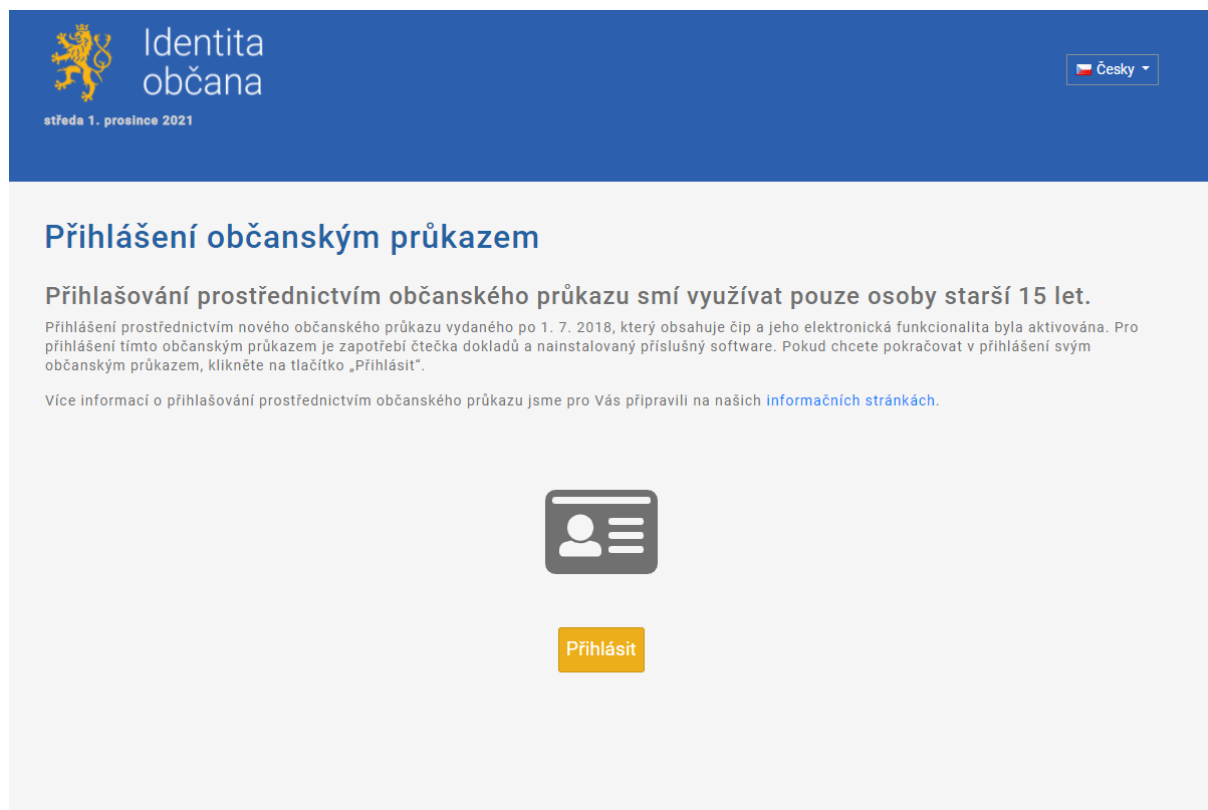 Identita
občana
Česky
středa 1. prosince 2021
Přihlášení občanským průkazem
Přihlašování prostřednictvím občanského průkazu smí využívat pouze osoby starší 15 let.
Přihlášení prostřednictvím nového občanského průkazu vydaného po 1. 7. 2018, který obsahuje čip a jeho elektronická funkcionalita byla aktivována. Pro
přihlášení tímto občanským průkazem je zapotřebí čtečka dokladů a nainstalovaný příslušný software. Pokud chcete pokračovat v přihlášení svým
občanským průkazem, klikněte na tlačítko „Přihlásit“.
Více informací o přihlašování prostřednictvím občanského průkazu jsme pro Vás připravili na našich informačních stránkách.
Přihlásit